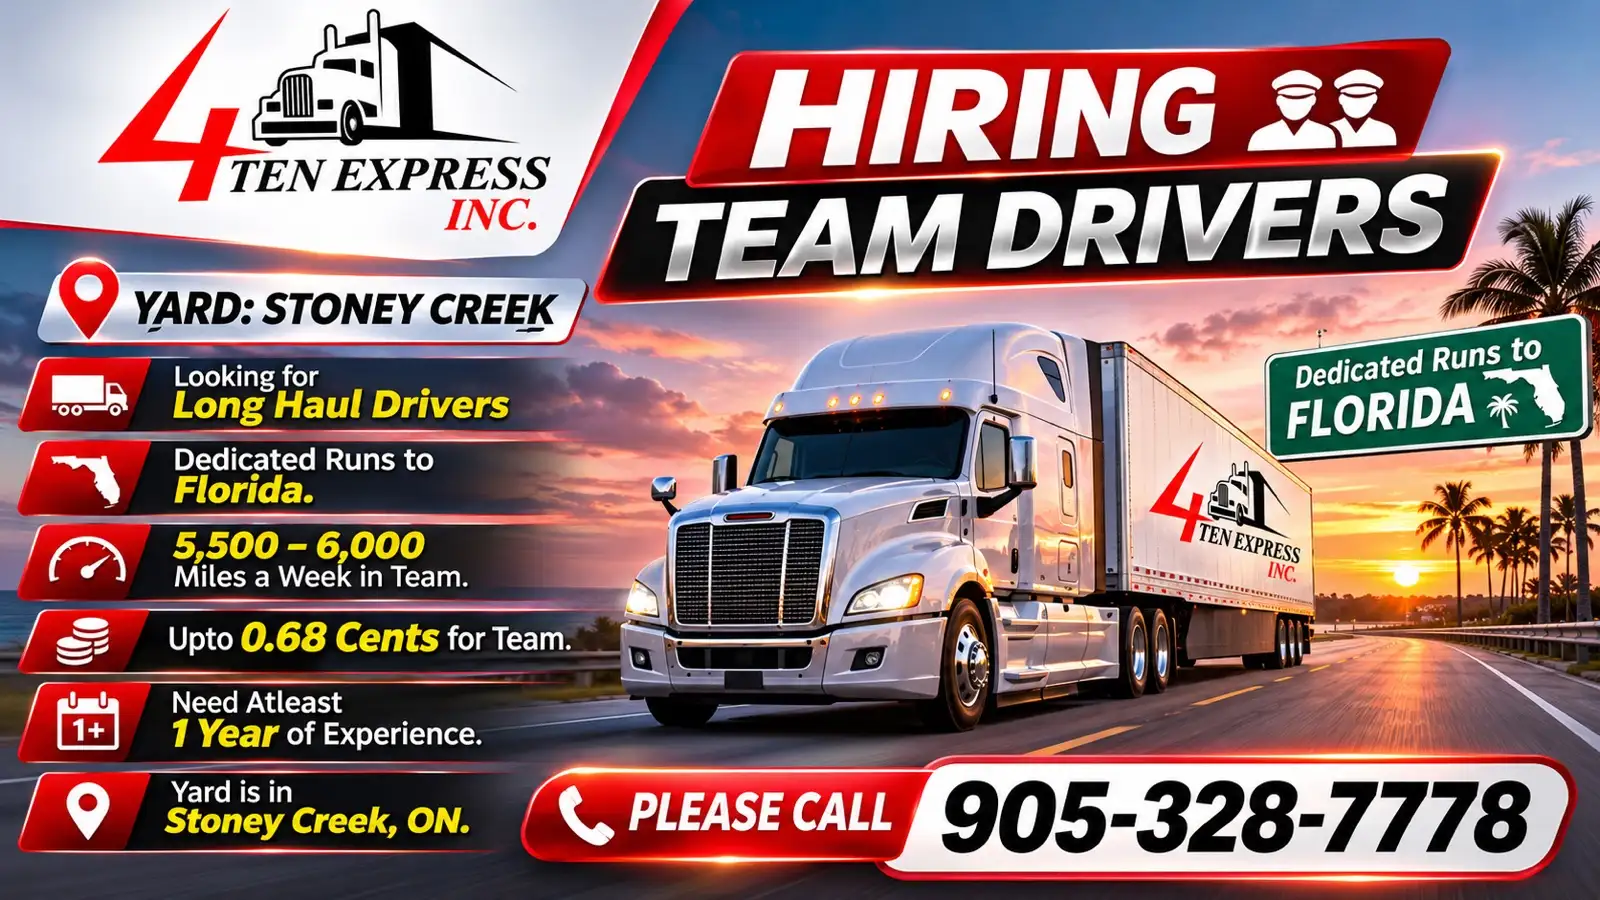 4
TEN EXPRESS
INC.
HIRING
TEAM DRIVERS
YARD: STONEY CREEK
Looking for
Long Haul Drivers
Dedicated Runs to
Florida.
5,500 – 6,000
Miles a Week in Team.
Upto 0.68 Cents for Team.
1+
Need Atleast
1 Year of Experience.
Yard is in
Stoney Creek, ON.
Dedicated Runs to
FLORIDA
4
TEN EXPRESS
INC.
PLEASE CALL
905-328-7778